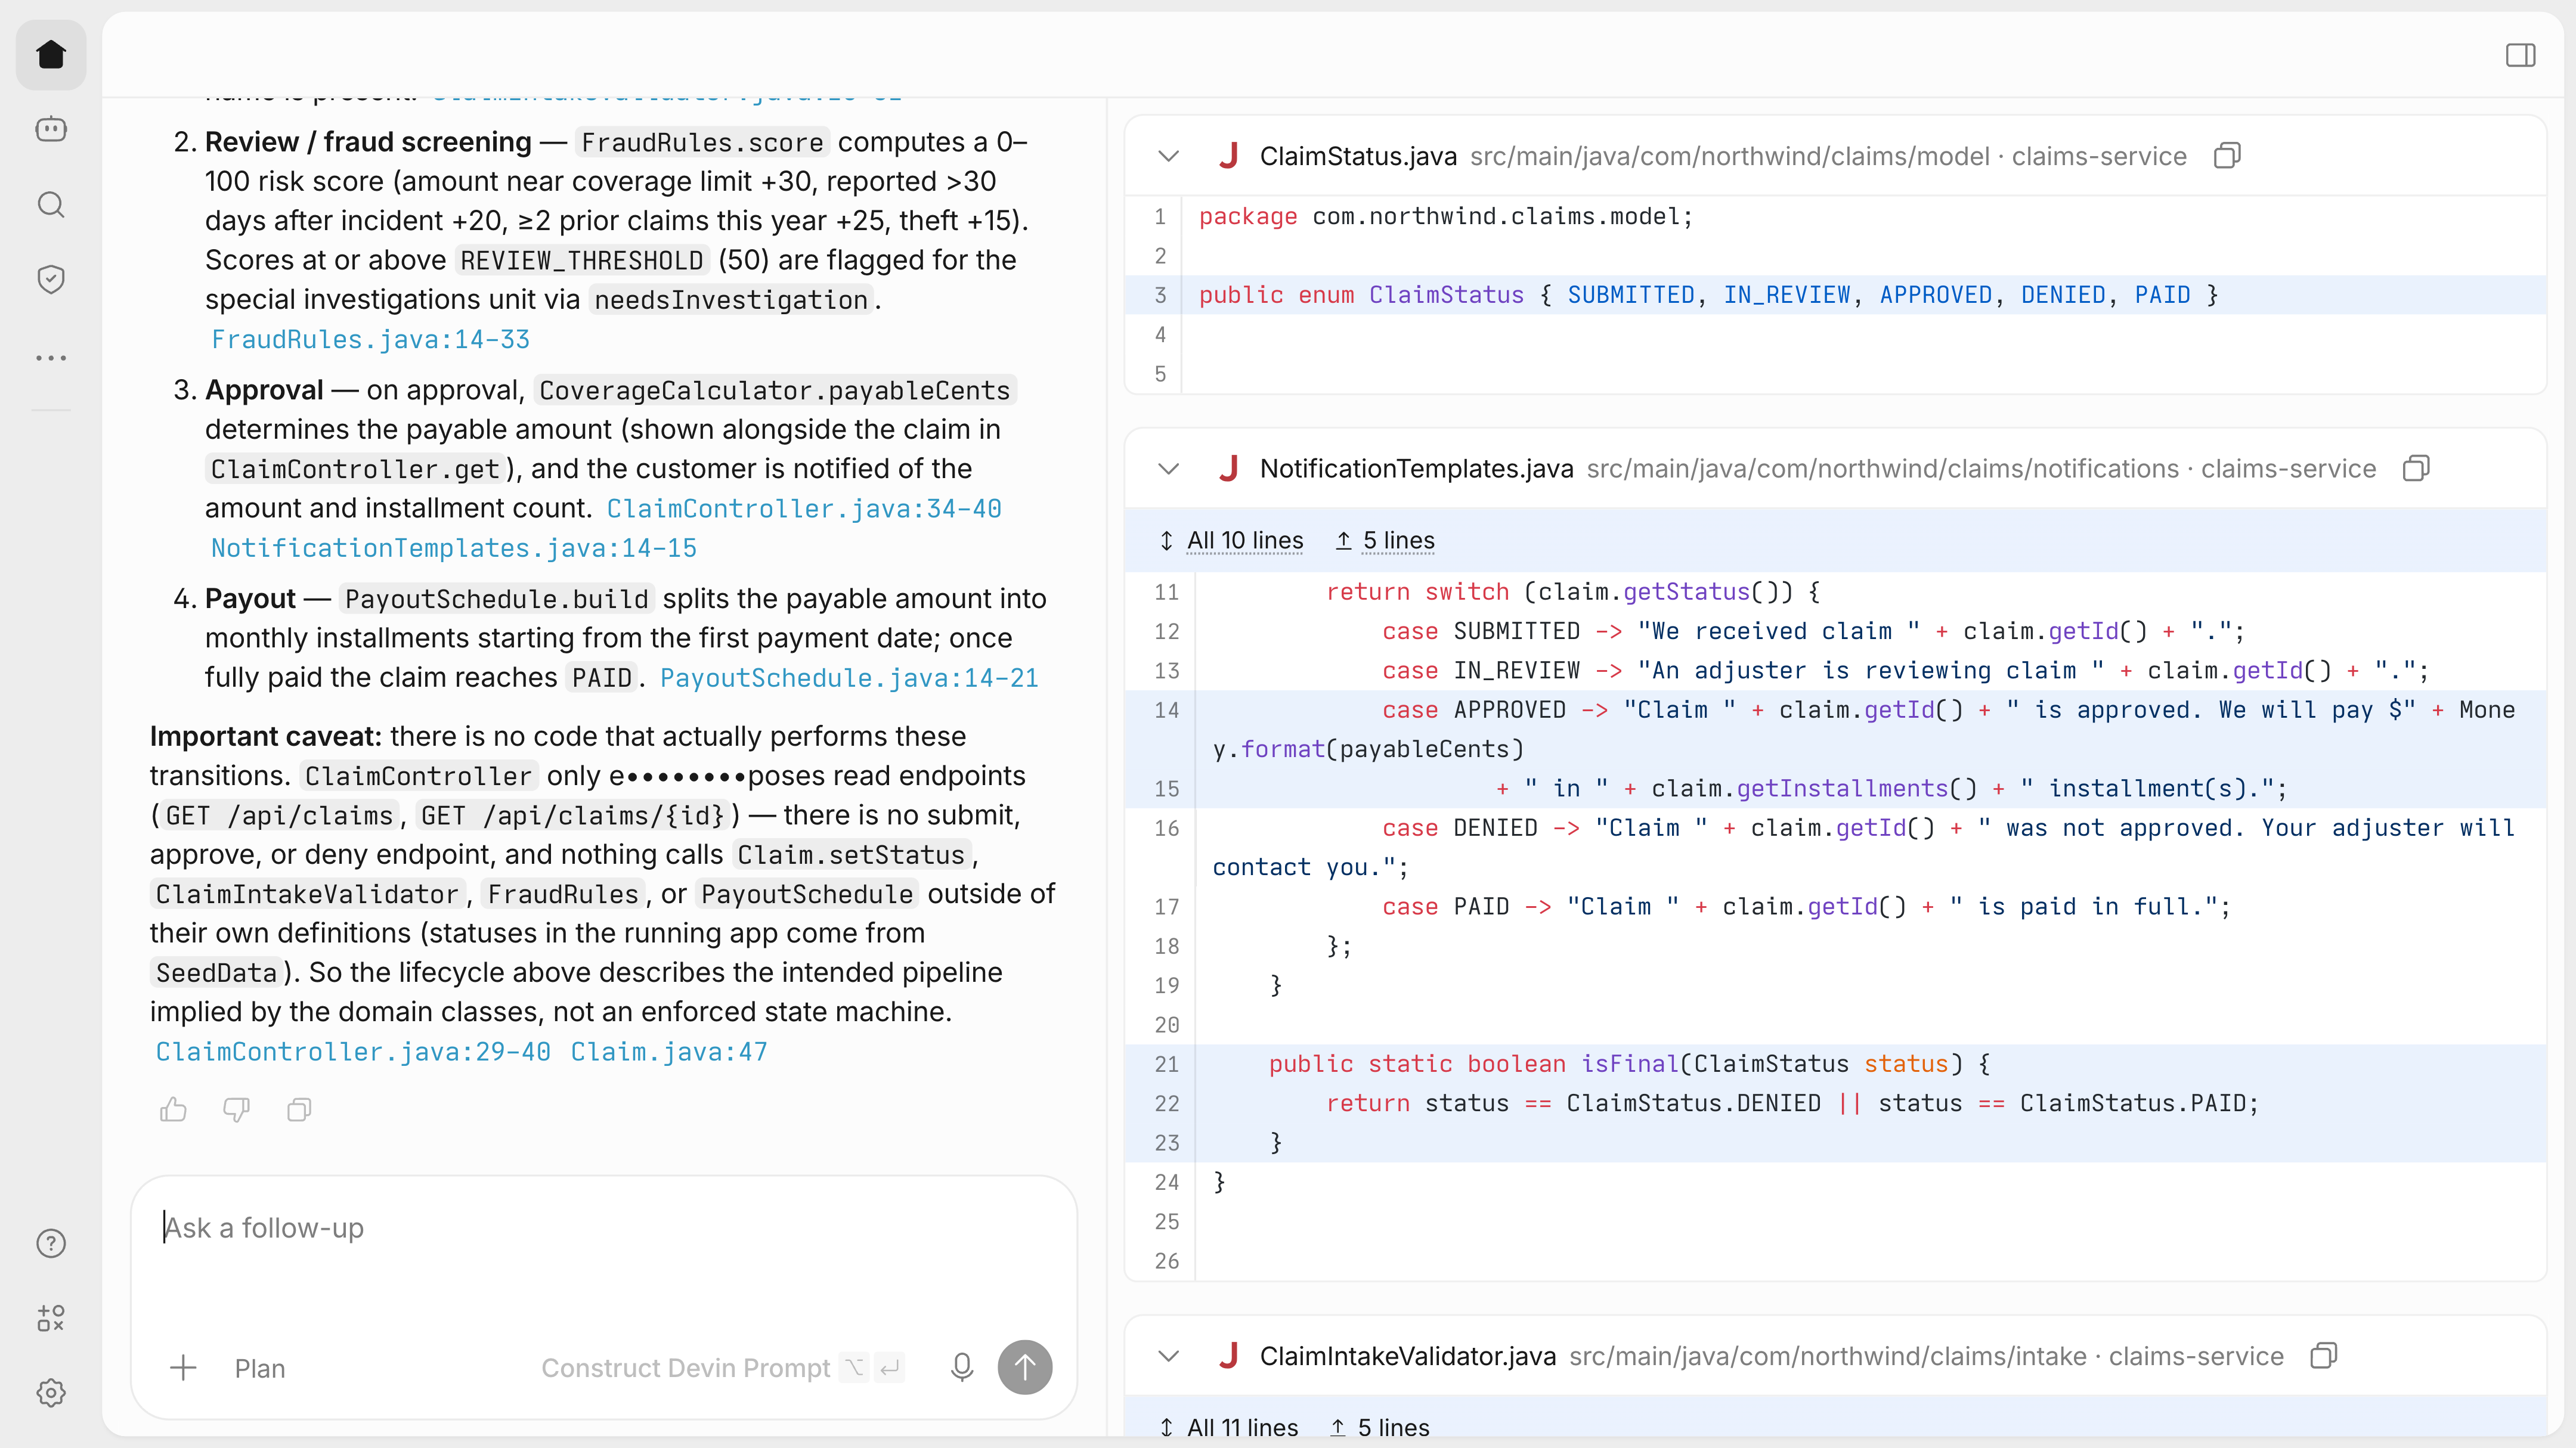 2. Review / fraud screening — FraudRules.score computes a 0–
100 risk score (amount near coverage limit +30, reported >30
days after incident +20, ≥2 prior claims this year +25, theft +15).
Scores at or above REVIEW_THRESHOLD (50) are flagged for the
special investigations unit via needsInvestigation.
FraudRules.java:14-33
3. Approval — on approval, CoverageCalculator.payableCents
determines the payable amount (shown alongside the claim in
ClaimController.get), and the customer is notified of the
amount and installment count. ClaimController.java:34-40
NotificationTemplates.java:14-15
4. Payout — PayoutSchedule.build splits the payable amount into
monthly installments starting from the first payment date; once
fully paid the claim reaches PAID. PayoutSchedule.java:14-21
Important caveat: there is no code that actually performs these
transitions. ClaimController only e••••••••poses read endpoints
(GET /api/claims, GET /api/claims/{id}) — there is no submit,
approve, or deny endpoint, and nothing calls Claim.setStatus,
ClaimIntakeValidator, FraudRules, or PayoutSchedule outside of
their own definitions (statuses in the running app come from
SeedData). So the lifecycle above describes the intended pipeline
implied by the domain classes, not an enforced state machine.
ClaimController.java:29-40 Claim.java:47
Ask a follow-up
Plan
Construct Devin Prompt
ClaimStatus.java src/main/java/com/northwind/claims/model · claims-service
1 package com.northwind.claims.model;
2
3 public enum ClaimStatus { SUBMITTED, IN_REVIEW, APPROVED, DENIED, PAID }
4
5
NotificationTemplates.java src/main/java/com/northwind/claims/notifications · claims-service
All 10 lines 5 lines
11 return switch (claim.getStatus()) {
12 case SUBMITTED -> "We received claim " + claim.getId() + ".";
13 case IN_REVIEW -> "An adjuster is reviewing claim " + claim.getId() + ".";
14 case APPROVED -> "Claim " + claim.getId() + " is approved. We will pay $" + Mone
y.format(payableCents)
15 + " in " + claim.getInstallments() + " installment(s).";
16 case DENIED -> "Claim " + claim.getId() + " was not approved. Your adjuster will
contact you.";
17 case PAID -> "Claim " + claim.getId() + " is paid in full.";
18 };
19 }
20
21 public static boolean isFinal(ClaimStatus status) {
22 return status == ClaimStatus.DENIED || status == ClaimStatus.PAID;
23 }
24 }
25
26
ClaimIntakeValidator.java src/main/java/com/northwind/claims/intake · claims-service
All 11 lines 5 lines